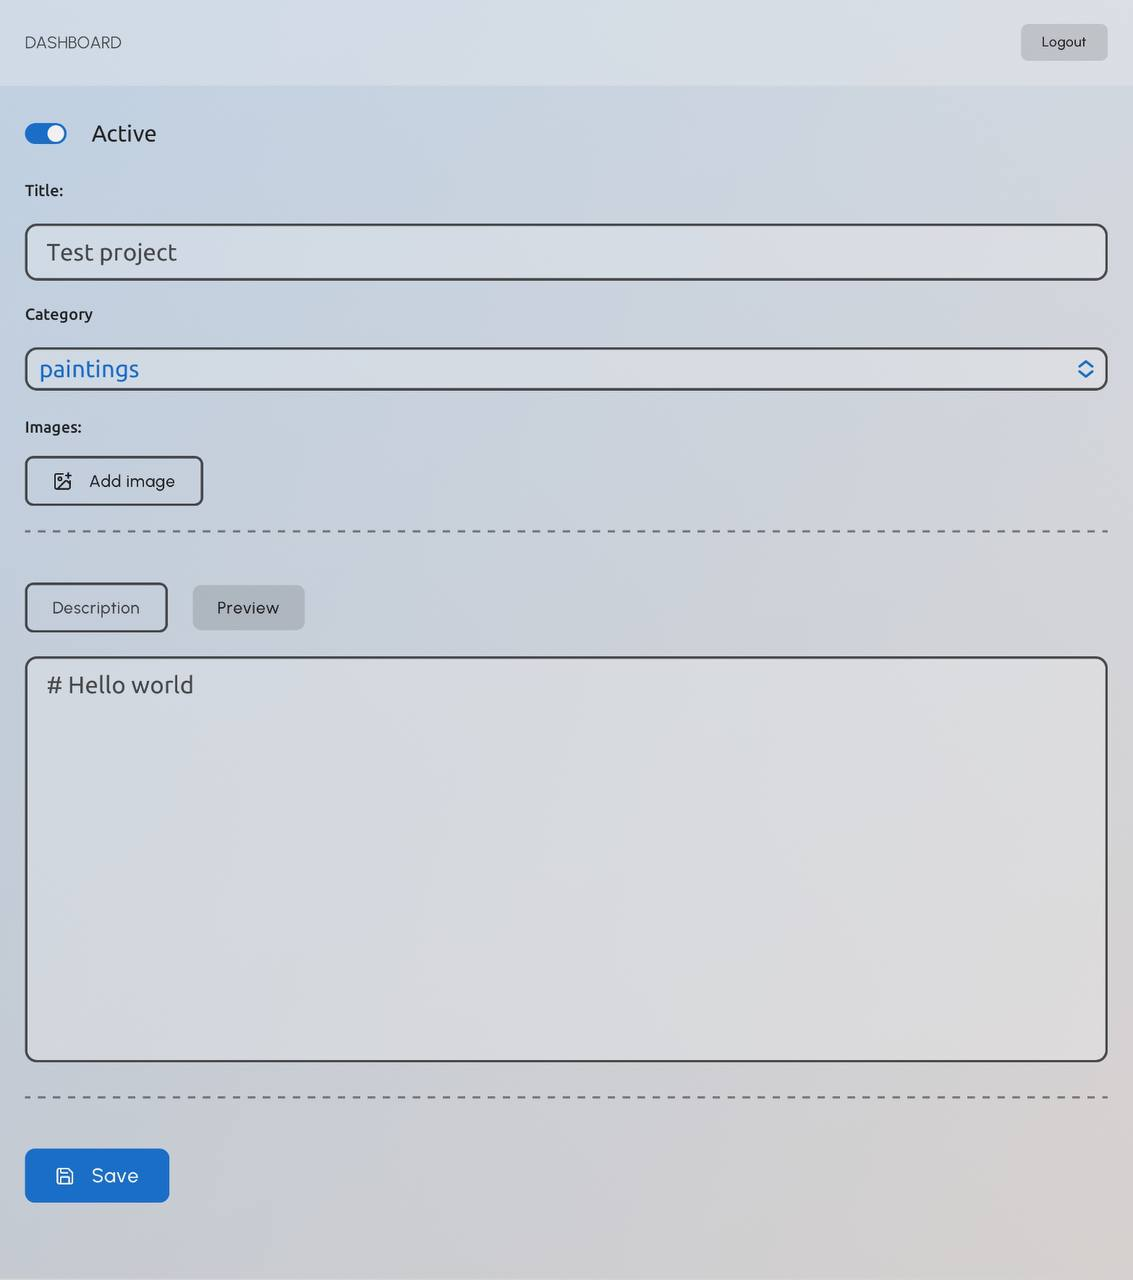 DASHBOARD
Logout
Active
Title:
Test project
Category
paintings
Images:
Add image
Description
Preview
# Hello world
Save